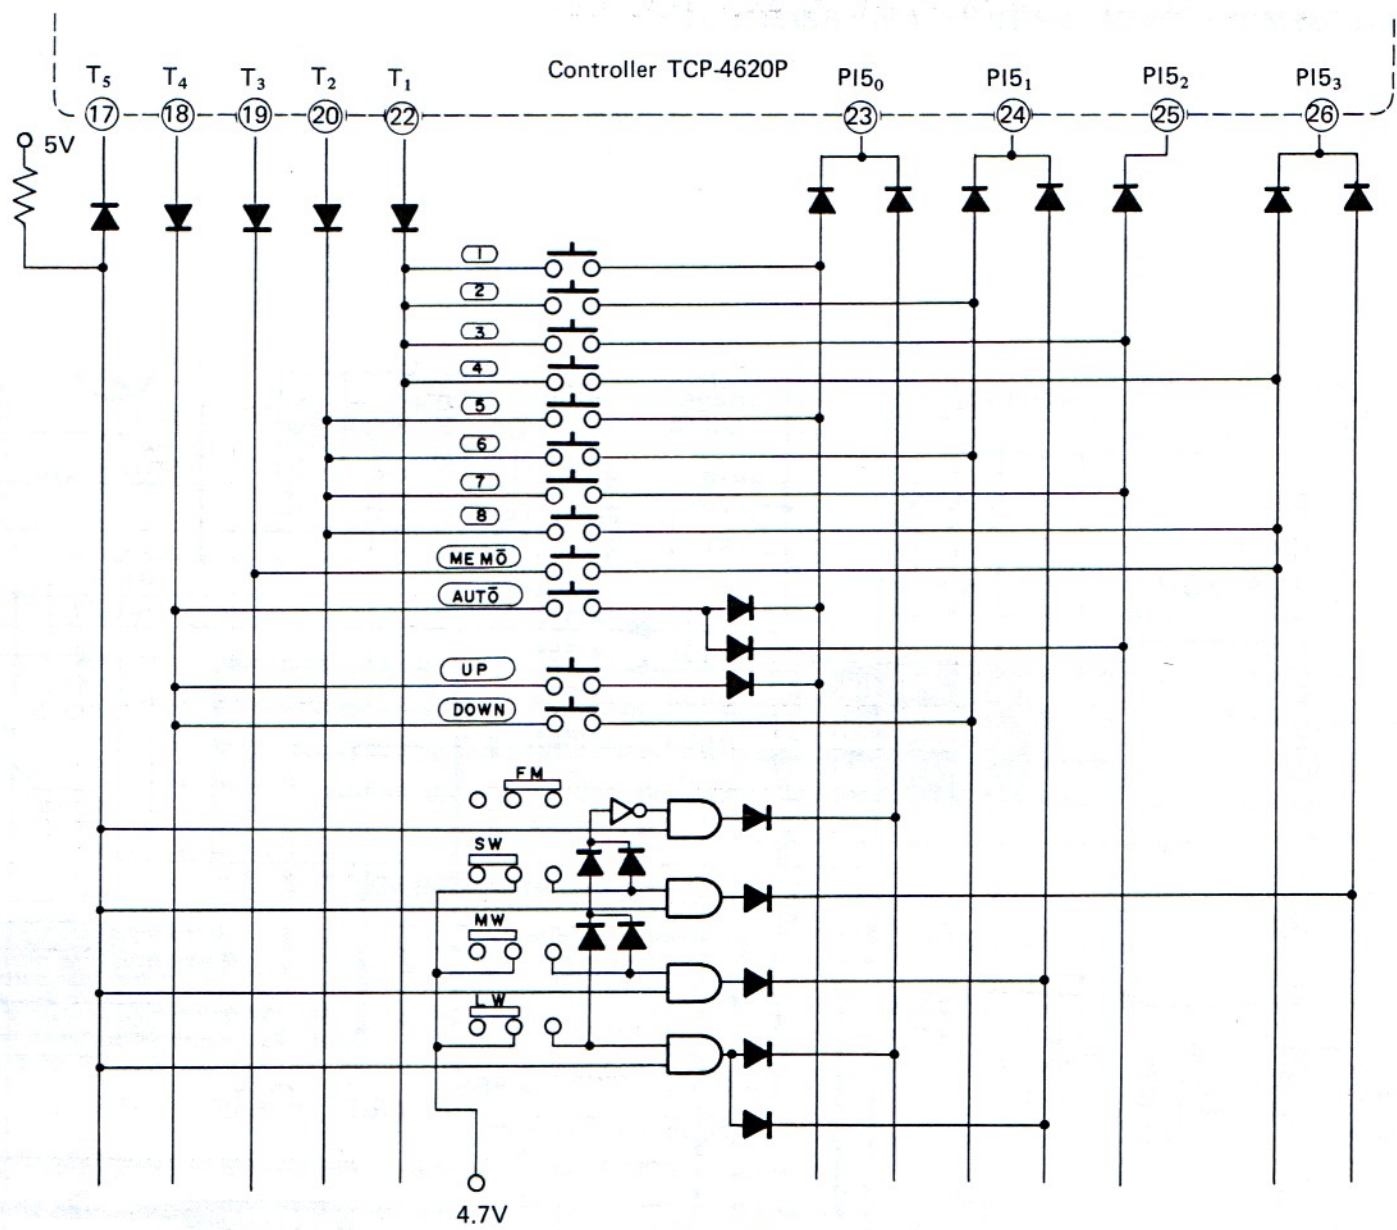 Controller TCP-4620P
T5 T4 T3 T2 T1 PI50 PI51 PI52 PI53
17 18 19 20 22 23 24 25 26
5V
1
2
3
4
5
6
7
8
MEMŌ
AUTŌ
UP
DOWN
FM
SW
MW
LW
4.7V